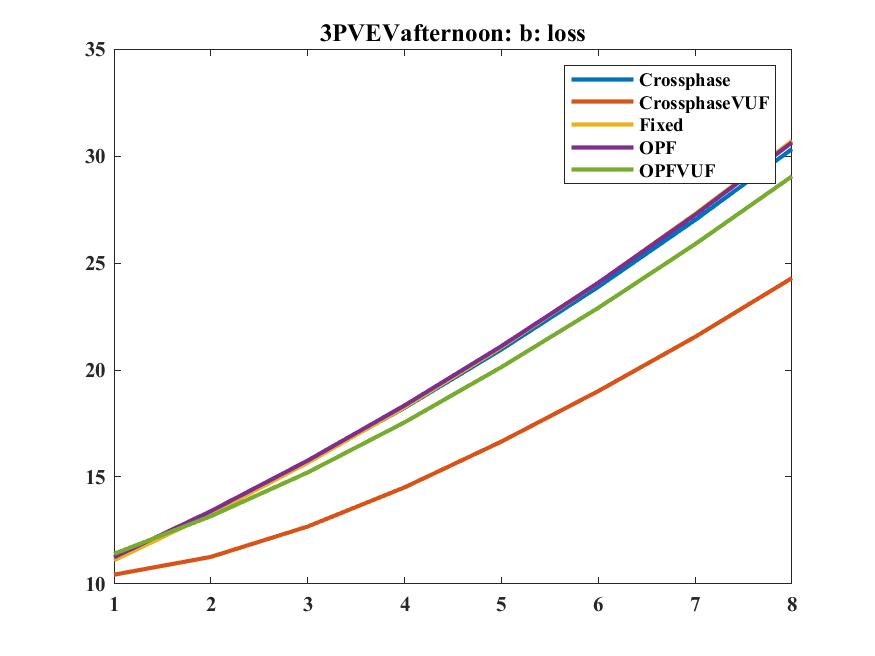 3PVEVafternoon: b: loss
35
Crossphase
CrossphaseVUF
Fixed
OPF
OPFVUF
30
25
20
15
10
1 2 3 4 5 6 7 8